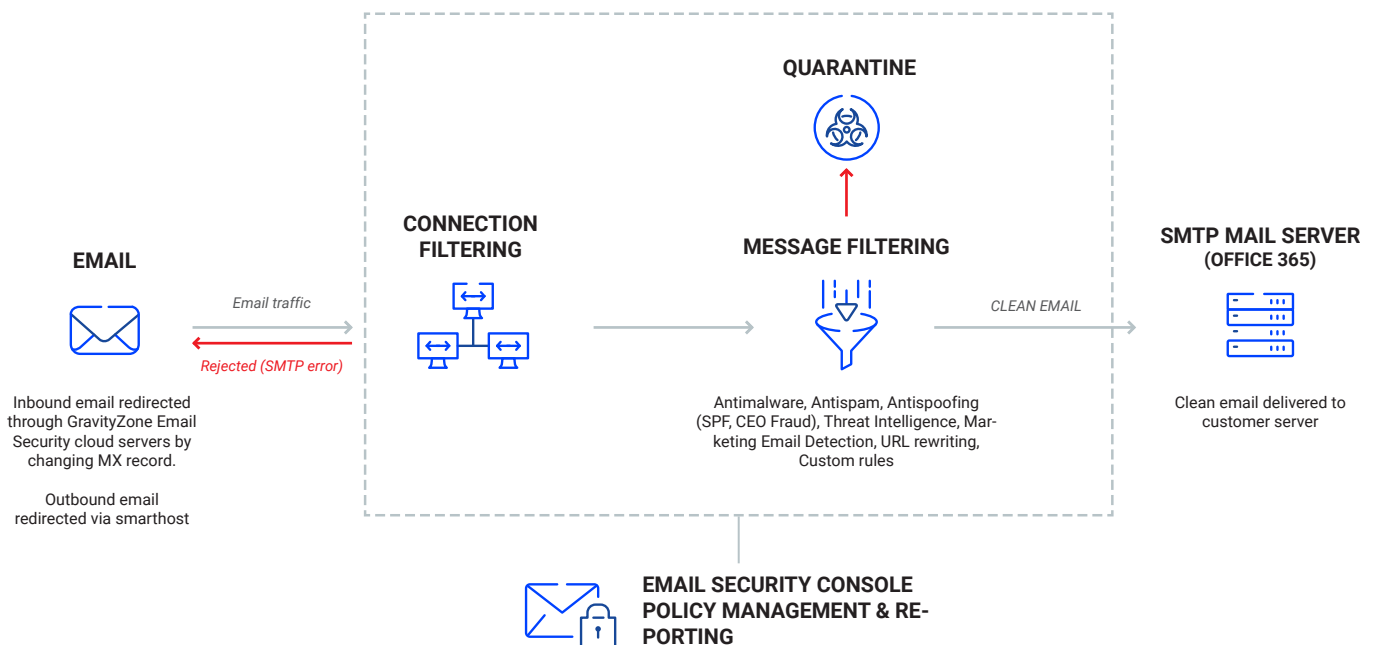 QUARANTINE
CONNECTION
FILTERING
MESSAGE FILTERING
SMTP MAIL SERVER
(OFFICE 365)
EMAIL
Email traffic
CLEAN EMAIL
Rejected (SMTP error)
Inbound email redirected
through GravityZone Email
Security cloud servers by
changing MX record.
Outbound email
redirected via smarthost
Antimalware, Antispam, Antispoofing
(SPF, CEO Fraud), Threat Intelligence, Mar-
keting Email Detection, URL rewriting,
Custom rules
Clean email delivered to
customer server
EMAIL SECURITY CONSOLE
POLICY MANAGEMENT & RE-
PORTING